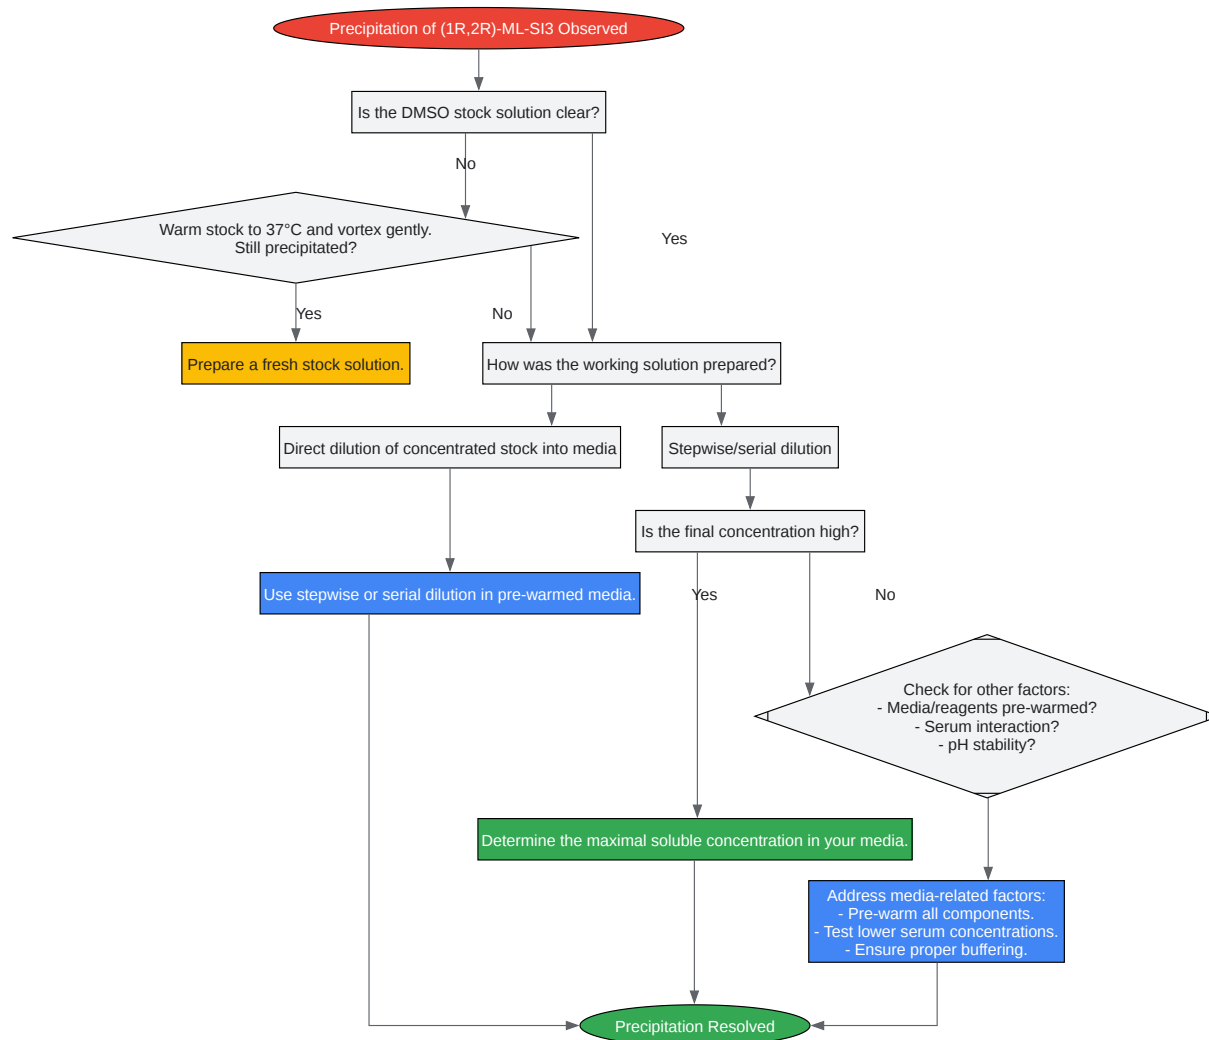 Precipitation of (1R,2R)-ML-SI3 Observed
Is the DMSO stock solution clear?
No
Warm stock to 37°C and vortex gently.
Still precipitated?
Yes
Yes
No
Prepare a fresh stock solution.
How was the working solution prepared?
Direct dilution of concentrated stock into media
Stepwise/serial dilution
Is the final concentration high?
Use stepwise or serial dilution in pre-warmed media.
Yes
No
Check for other factors:
- Media/reagents pre-warmed?
- Serum interaction?
- pH stability?
Determine the maximal soluble concentration in your media.
Address media-related factors:
- Pre-warm all components.
- Test lower serum concentrations.
- Ensure proper buffering.
Precipitation Resolved